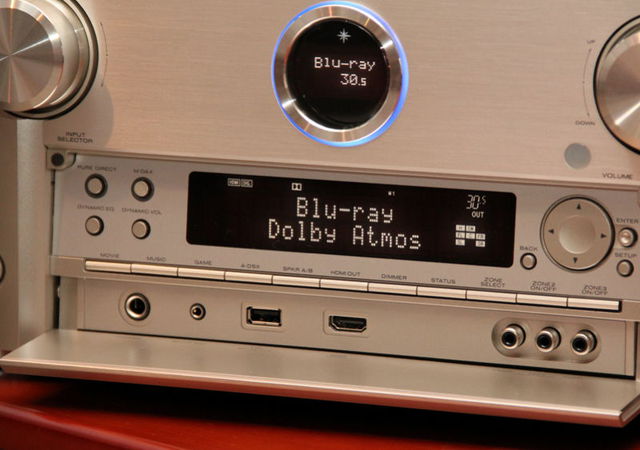 Blu-ray
30.5
UP
DOWN
INPUT
SELECTOR
VOLUME
PURE DIRECT
M-DAX
DYNAMIC EQ
DYNAMIC VOL
Blu-ray
Dolby Atmos
30.5
OUT
ENTER
BACK
SETUP
MOVIE
MUSIC
GAME
A-DSX
SPKR A/B
HDMI OUT
DIMMER
STATUS
ZONE
SELECT
ZONE2
ON/OFF
ZONE3
ON/OFF